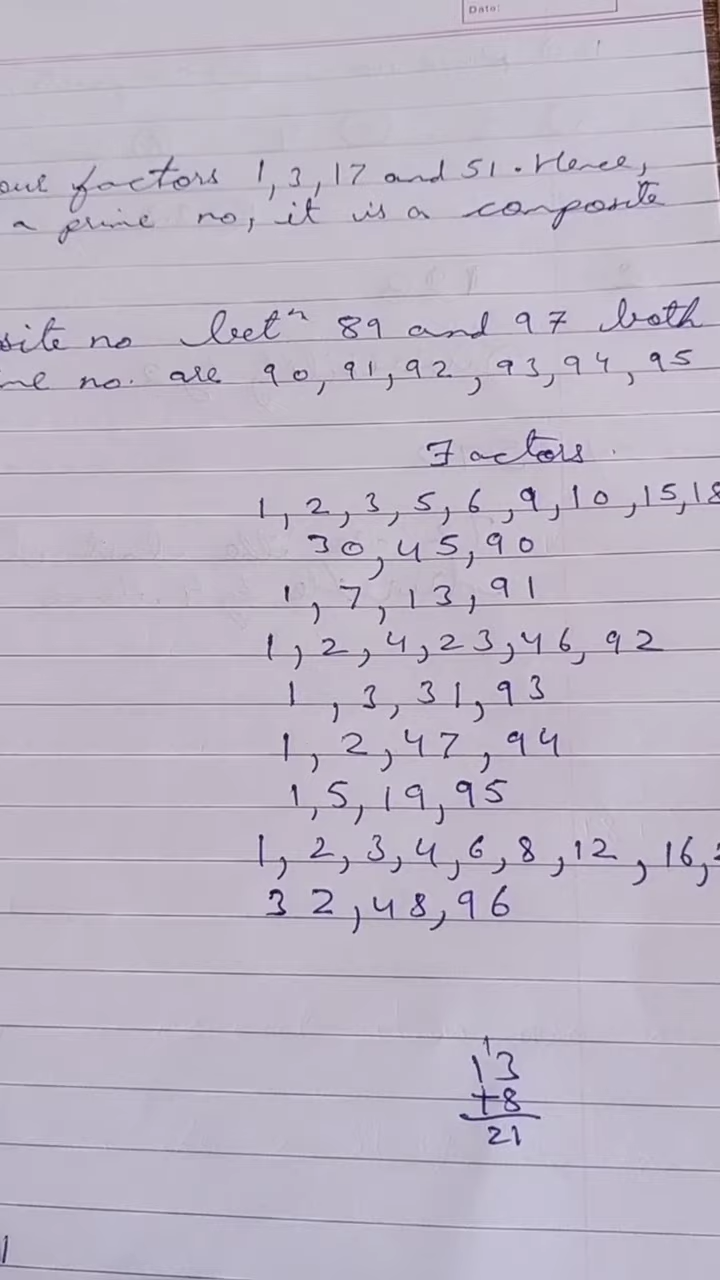 Date:
our factors 1, 3, 17 and 51. Hence,
a prime no, it is a composite
site no betⁿ 89 and 97 both
me no. are 90, 91, 92, 93, 94, 95
Factors.
1, 2, 3, 5, 6, 9, 10, 15, 18
30, 45, 90
1, 7, 13, 91
1, 2, 4, 23, 46, 92
1, 3, 31, 93
1, 2, 47, 94
1, 5, 19, 95
1, 2, 3, 4, 6, 8, 12, 16,
32, 48, 96
1
13
+8
21